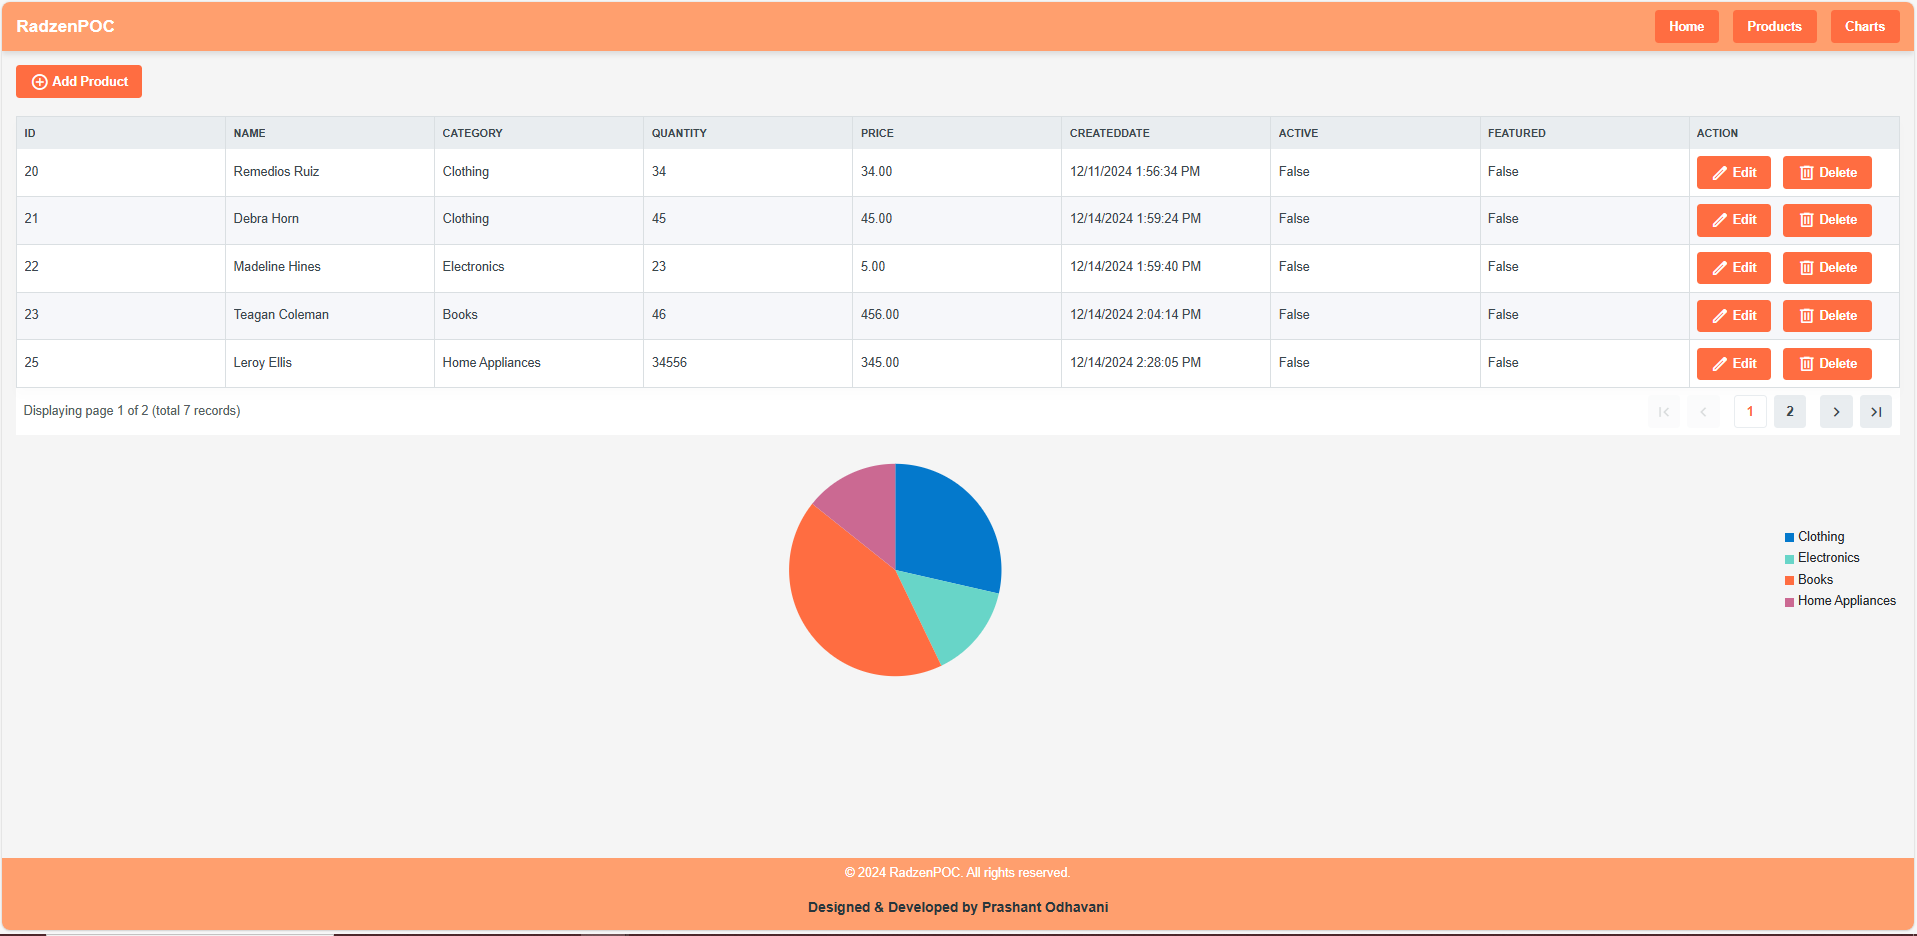 RadzenPOC Home Products Charts
Add Product
ID NAME CATEGORY QUANTITY PRICE CREATEDDATE ACTIVE FEATURED ACTION
20 Remedios Ruiz Clothing 34 34.00 12/11/2024 1:56:34 PM False False Edit Delete
21 Debra Horn Clothing 45 45.00 12/14/2024 1:59:24 PM False False Edit Delete
22 Madeline Hines Electronics 23 5.00 12/14/2024 1:59:40 PM False False Edit Delete
23 Teagan Coleman Books 46 456.00 12/14/2024 2:04:14 PM False False Edit Delete
25 Leroy Ellis Home Appliances 34556 345.00 12/14/2024 2:28:05 PM False False Edit Delete
Displaying page 1 of 2 (total 7 records) 1 2
Clothing
Electronics
Books
Home Appliances
© 2024 RadzenPOC. All rights reserved.
Designed & Developed by Prashant Odhavani